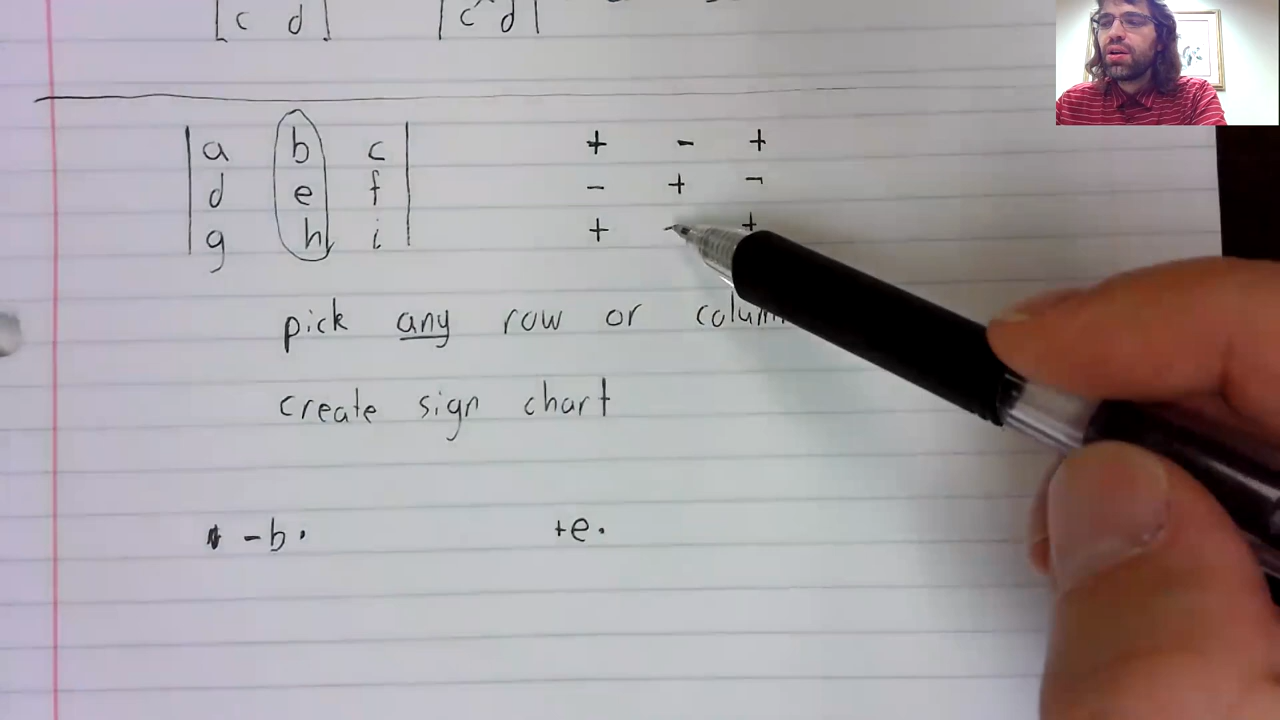 [c d] |c d|
|a b c| + - +
|d e f| - + -
|g h i| + - +
pick any row or
create sign chart
-b· +e·